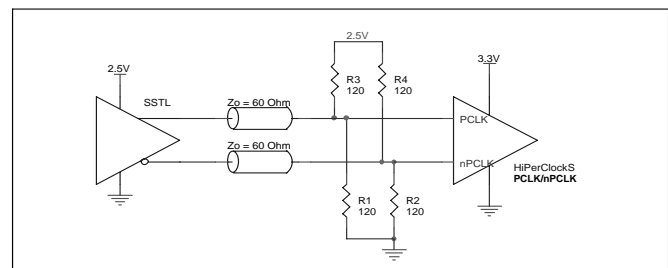 2.5V
3.3V
2.5V
R3
120
R4
120
SSTL
Zo = 60 Ohm
PCLK
Zo = 60 Ohm
nPCLK
HiPerClockS
PCLK/nPCLK
R1
120
R2
120